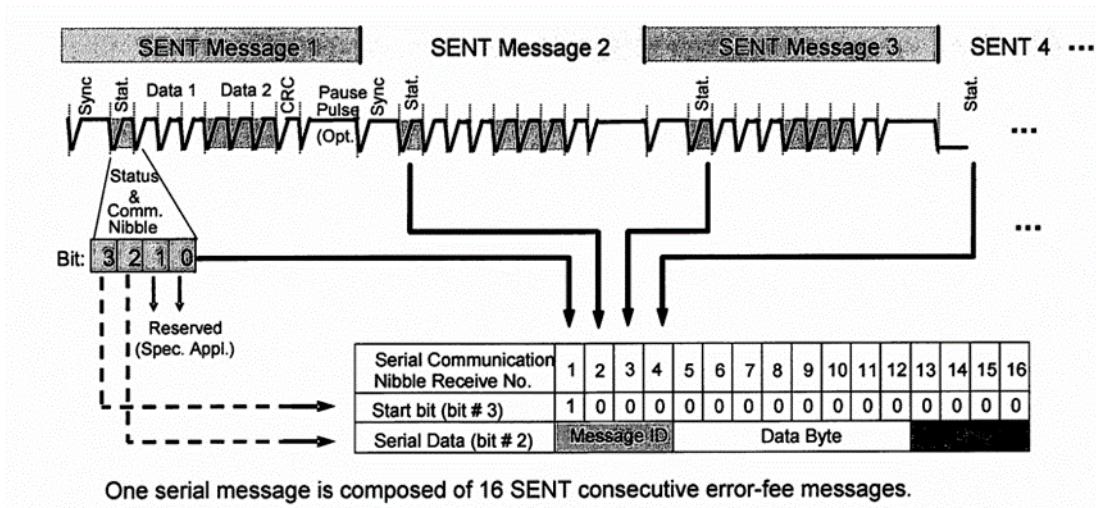 SENT Message 1 SENT Message 2 SENT Message 3 SENT 4 ...
Sync Stat. Data 1 Data 2 CRC Pause Pulse (Opt. Sync Stat. Stat. Stat.
...
Status
&
Comm.
Nibble
...
Bit: 3 2 1 0
Reserved
(Spec. Appl.)
Serial Communication Nibble Receive No. 1 2 3 4 5 6 7 8 9 10 11 12 13 14 15 16
Start bit (bit # 3) 1 0 0 0 0 0 0 0 0 0 0 0 0 0 0 0
Serial Data (bit # 2) Message ID Data Byte
One serial message is composed of 16 SENT consecutive error-fee messages.